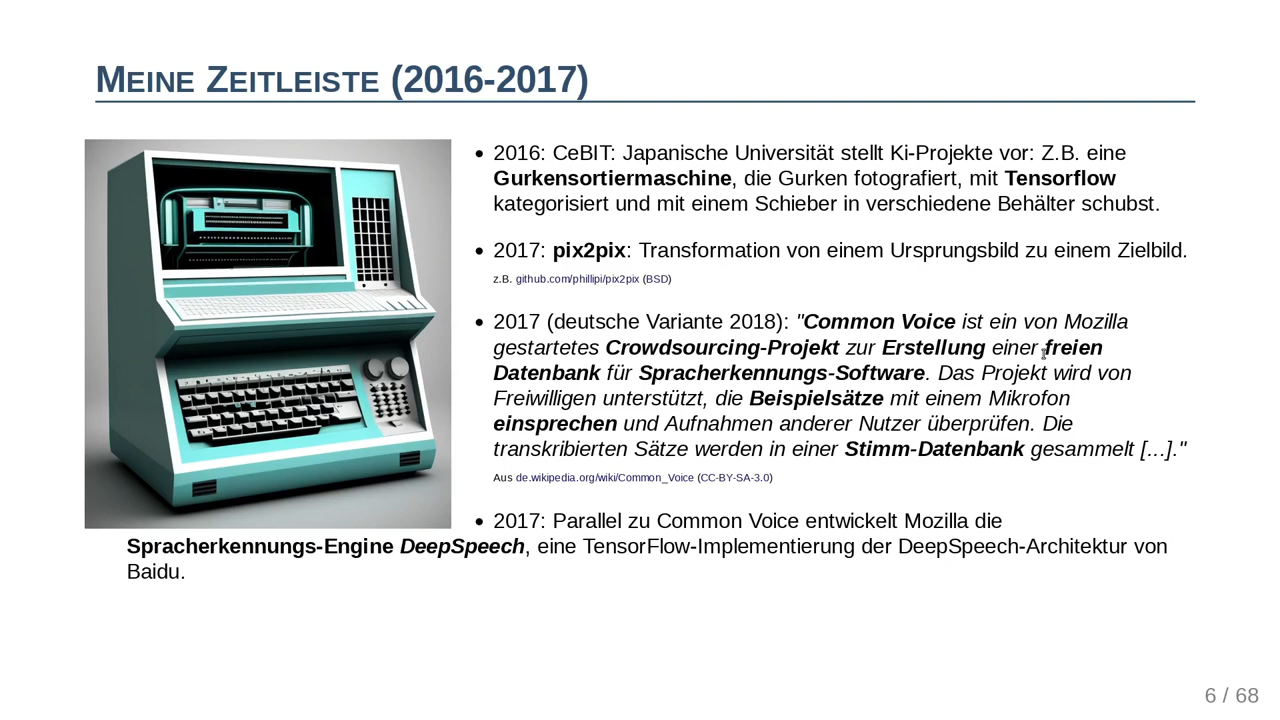 Meine Zeitleiste (2016-2017)
• 2016: CeBIT: Japanische Universität stellt Ki-Projekte vor: Z.B. eine
Gurkensortiermaschine, die Gurken fotografiert, mit Tensorflow
kategorisiert und mit einem Schieber in verschiedene Behälter schubst.
• 2017: pix2pix: Transformation von einem Ursprungsbild zu einem Zielbild.
z.B. github.com/phillipi/pix2pix (BSD)
• 2017 (deutsche Variante 2018): "Common Voice ist ein von Mozilla
gestartetes Crowdsourcing-Projekt zur Erstellung einer freien
Datenbank für Spracherkennungs-Software. Das Projekt wird von
Freiwilligen unterstützt, die Beispielsätze mit einem Mikrofon
einsprechen und Aufnahmen anderer Nutzer überprüfen. Die
transkribierten Sätze werden in einer Stimm-Datenbank gesammelt [...]."
Aus de.wikipedia.org/wiki/Common_Voice (CC-BY-SA-3.0)
• 2017: Parallel zu Common Voice entwickelt Mozilla die
Spracherkennungs-Engine DeepSpeech, eine TensorFlow-Implementierung der DeepSpeech-Architektur von
Baidu.
6 / 68